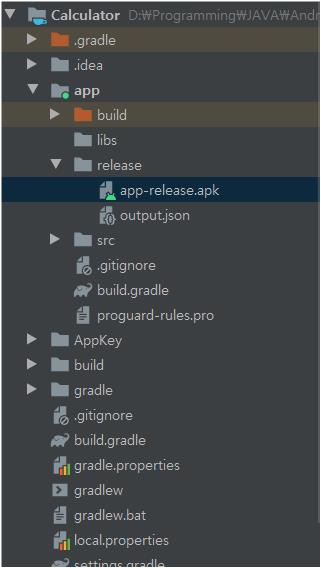 Calculator D:₩Programming₩JAVA₩And
.gradle
.idea
app
build
libs
release
app-release.apk
output.json
src
.gitignore
build.gradle
proguard-rules.pro
AppKey
build
gradle
.gitignore
build.gradle
gradle.properties
gradlew
gradlew.bat
local.properties
settings.gradle